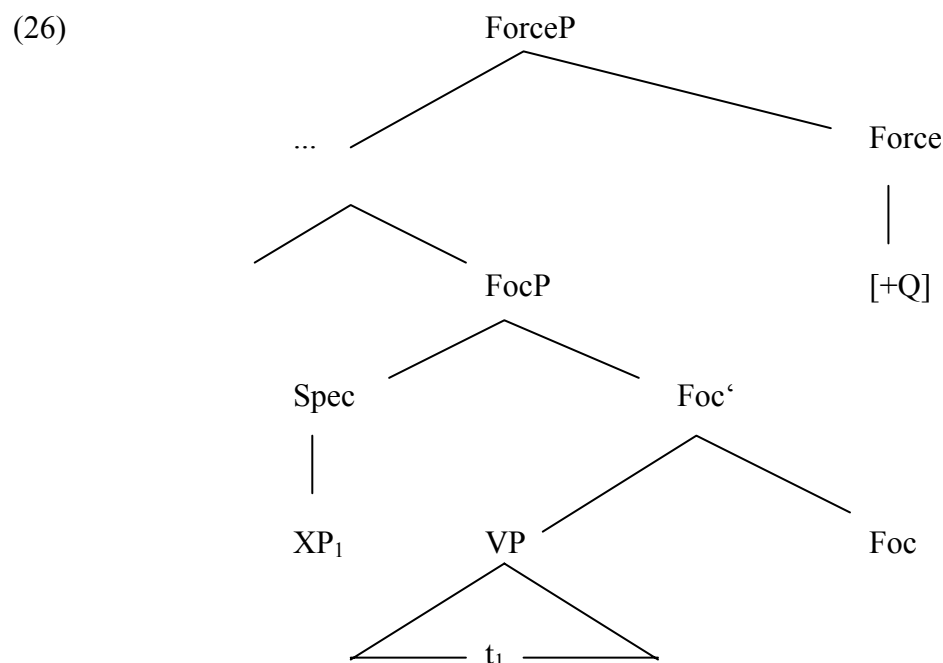 (26) ForceP
... Force
FocP [+Q]
Spec Foc‘
XP₁ VP Foc
t₁